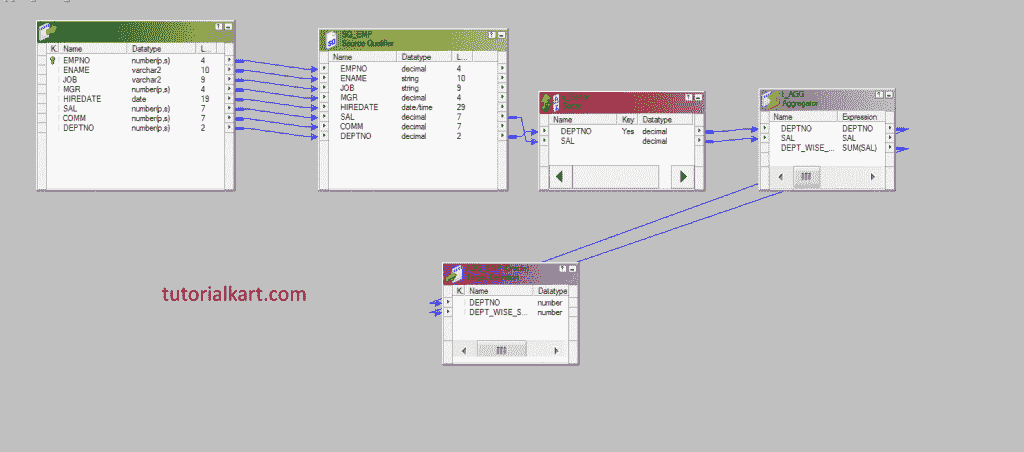 K. Name Datatype L...
EMPNO number(p,s) 4
ENAME varchar2 10
JOB varchar2 9
MGR number(p,s) 4
HIREDATE date 19
SAL number(p,s) 7
COMM number(p,s) 7
DEPTNO number(p,s) 2
SQ_EMP
Source Qualifier
Name Datatype L...
EMPNO decimal 4
ENAME string 10
JOB string 9
MGR decimal 4
HIREDATE date/time 29
SAL decimal 7
COMM decimal 7
DEPTNO decimal 2
Name Key Datatype
DEPTNO Yes decimal
SAL decimal
t_AGG
Aggregator
Name Expression
DEPTNO DEPTNO
SAL SAL
DEPT_WISE_... SUM(SAL)
K. Name Datatype
DEPTNO number
DEPT_WISE_S... number
tutorialkart.com